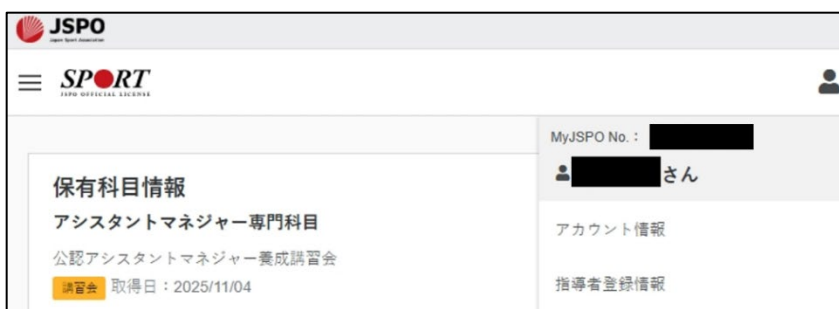 JSPO
Japan Sport Association
SPORT
JSPO OFFICIAL LICENSE
MyJSPO No.：
さん
保有科目情報
アシスタントマネジャー専門科目
公認アシスタントマネジャー養成講習会
講習会 取得日：2025/11/04
アカウント情報
指導者登録情報